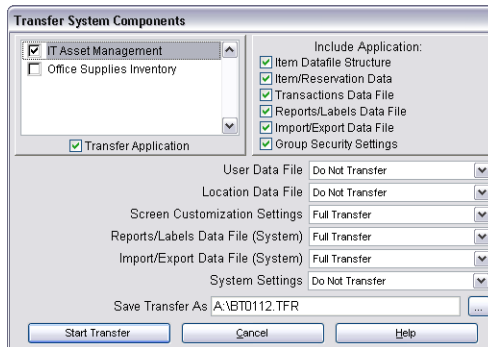 Transfer System Components
IT Asset Management
Office Supplies Inventory
Transfer Application
Include Application:
Item Datafile Structure
Item/Reservation Data
Transactions Data File
Reports/Labels Data File
Import/Export Data File
Group Security Settings
User Data File Do Not Transfer
Location Data File Do Not Transfer
Screen Customization Settings Full Transfer
Reports/Labels Data File (System) Full Transfer
Import/Export Data File (System) Full Transfer
System Settings Do Not Transfer
Save Transfer As A:\BT0112.TFR ...
Start Transfer Cancel Help